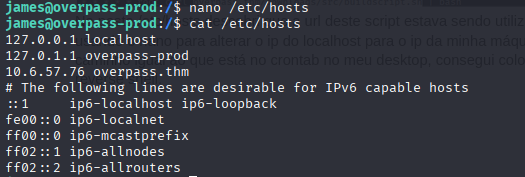 james@overpass-prod:/etc$ nano /etc/hosts
james@overpass-prod:/etc$ cat /etc/hosts
127.0.0.1 localhost
127.0.1.1 overpass-prod
10.6.57.76 overpass.thm
# The following lines are desirable for IPv6 capable hosts
::1     ip6-localhost ip6-loopback
fe00::0 ip6-localnet
ff00::0 ip6-mcastprefix
ff02::1 ip6-allnodes
ff02::2 ip6-allrouters